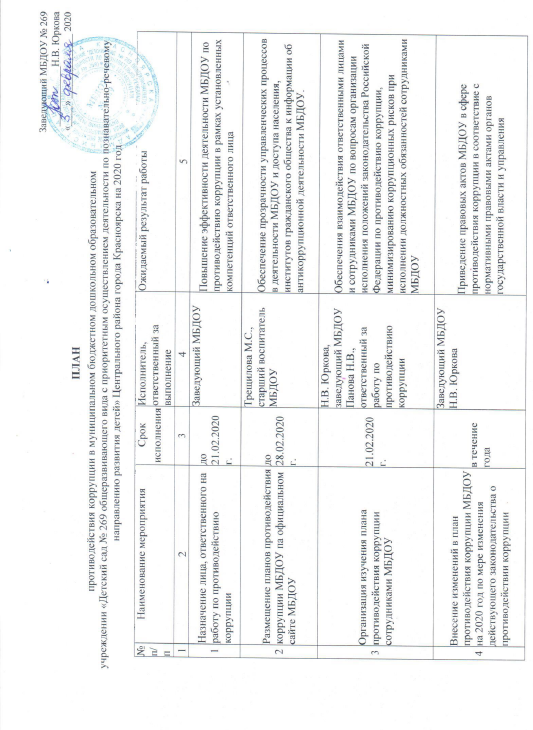 Заведующий МБДОУ № 269
Н.В. Юркова
« 5 » февраля 2020
ПЛАН
противодействия коррупции в муниципальном бюджетном дошкольном образовательном
учреждении «Детский сад № 269 общеразвивающего вида с приоритетным осуществлением деятельности по познавательно-речевому
направлению развития детей» Центрального района города Красноярска на 2020 год
№
п/
п
Наименование мероприятия
Срок
исполнения
Исполнитель,
ответственный за
выполнение
Ожидаемый результат работы
1
2
3
4
5
1
Назначение лица, ответственного на
работу по противодействию
коррупции
до
21.02.2020
г.
Заведующий МБДОУ
Повышение эффективности деятельности МБДОУ по
противодействию коррупции в рамках установленных
компетенций ответственного лица
2
Размещение планов противодействия
коррупции МБДОУ па официальном
сайте МБДОУ
до
28.02.2020
г.
Трещилова М.С.,
старший воспитатель
МБДОУ
Обеспечение прозрачности управленческих процессов
в деятельности МБДОУ и доступа населения,
институтов гражданского общества к информации об
антикоррупционной деятельности МБДОУ.
3
Организация изучения плана
противодействия коррупции
сотрудниками МБДОУ
21.02.2020
г.
Н.В. Юркова,
заведующий МБДОУ
Панова Н.В.,
ответственный за
работу по
противодействию
коррупции
Обеспечения взаимодействия ответственными лицами
и сотрудниками МБДОУ по вопросам организации
исполнения положений законодательства Российской
Федерации по противодействию коррупции,
минимизированию коррупционных рисков при
исполнении должностных обязанностей сотрудниками
МБДОУ
4
Внесение изменений в план
противодействия коррупции МБДОУ
на 2020 год по мере изменения
действующего законодательства о
противодействии коррупции
в течение
года
Заведующий МБДОУ
Н.В. Юркова
Приведение правовых актов МБДОУ в сфере
противодействия коррупции в соответствие с
нормативными правовыми актами органов
государственной власти и управления